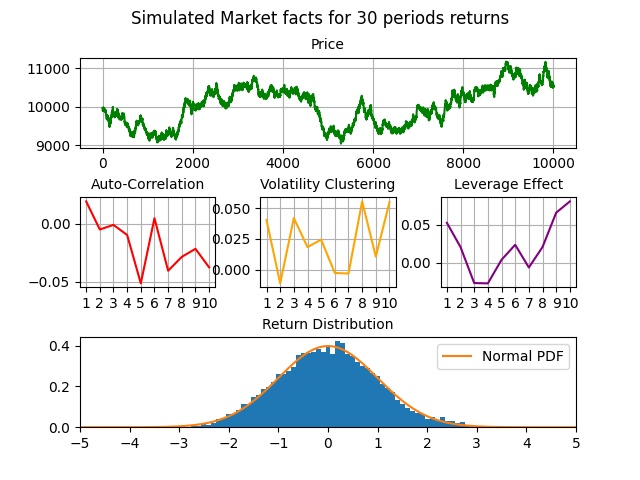 Simulated Market facts for 30 periods returns
Price
11000
10000
9000
0 2000 4000 6000 8000 10000
Auto-Correlation
0.00
−0.05
1 2 3 4 5 6 7 8 9 10
Volatility Clustering
0.050
0.025
0.000
1 2 3 4 5 6 7 8 9 10
Leverage Effect
0.05
0.00
1 2 3 4 5 6 7 8 9 10
Return Distribution
0.4
0.2
0.0
Normal PDF
−5 −4 −3 −2 −1 0 1 2 3 4 5